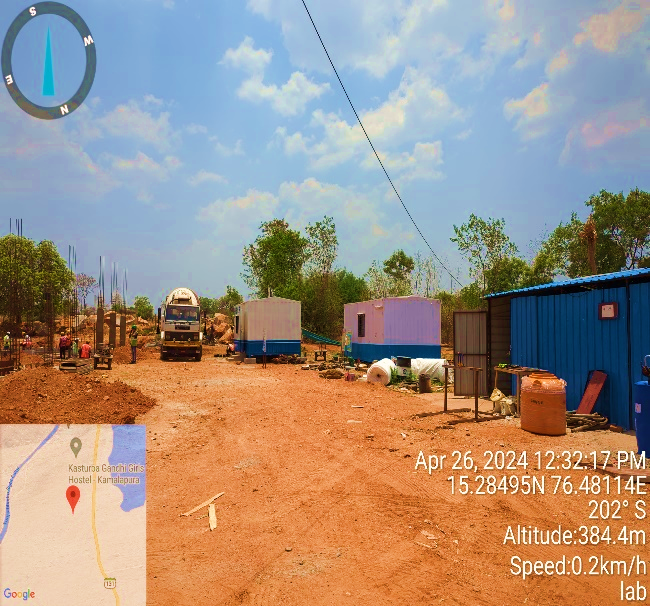 S
W
E
N
Kasturba Gandhi Girls
Hostel - Kamalapura
131
Google
Apr 26, 2024 12:32:17 PM
15.28495N 76.48114E
202° S
Altitude:384.4m
Speed:0.2km/h
lab